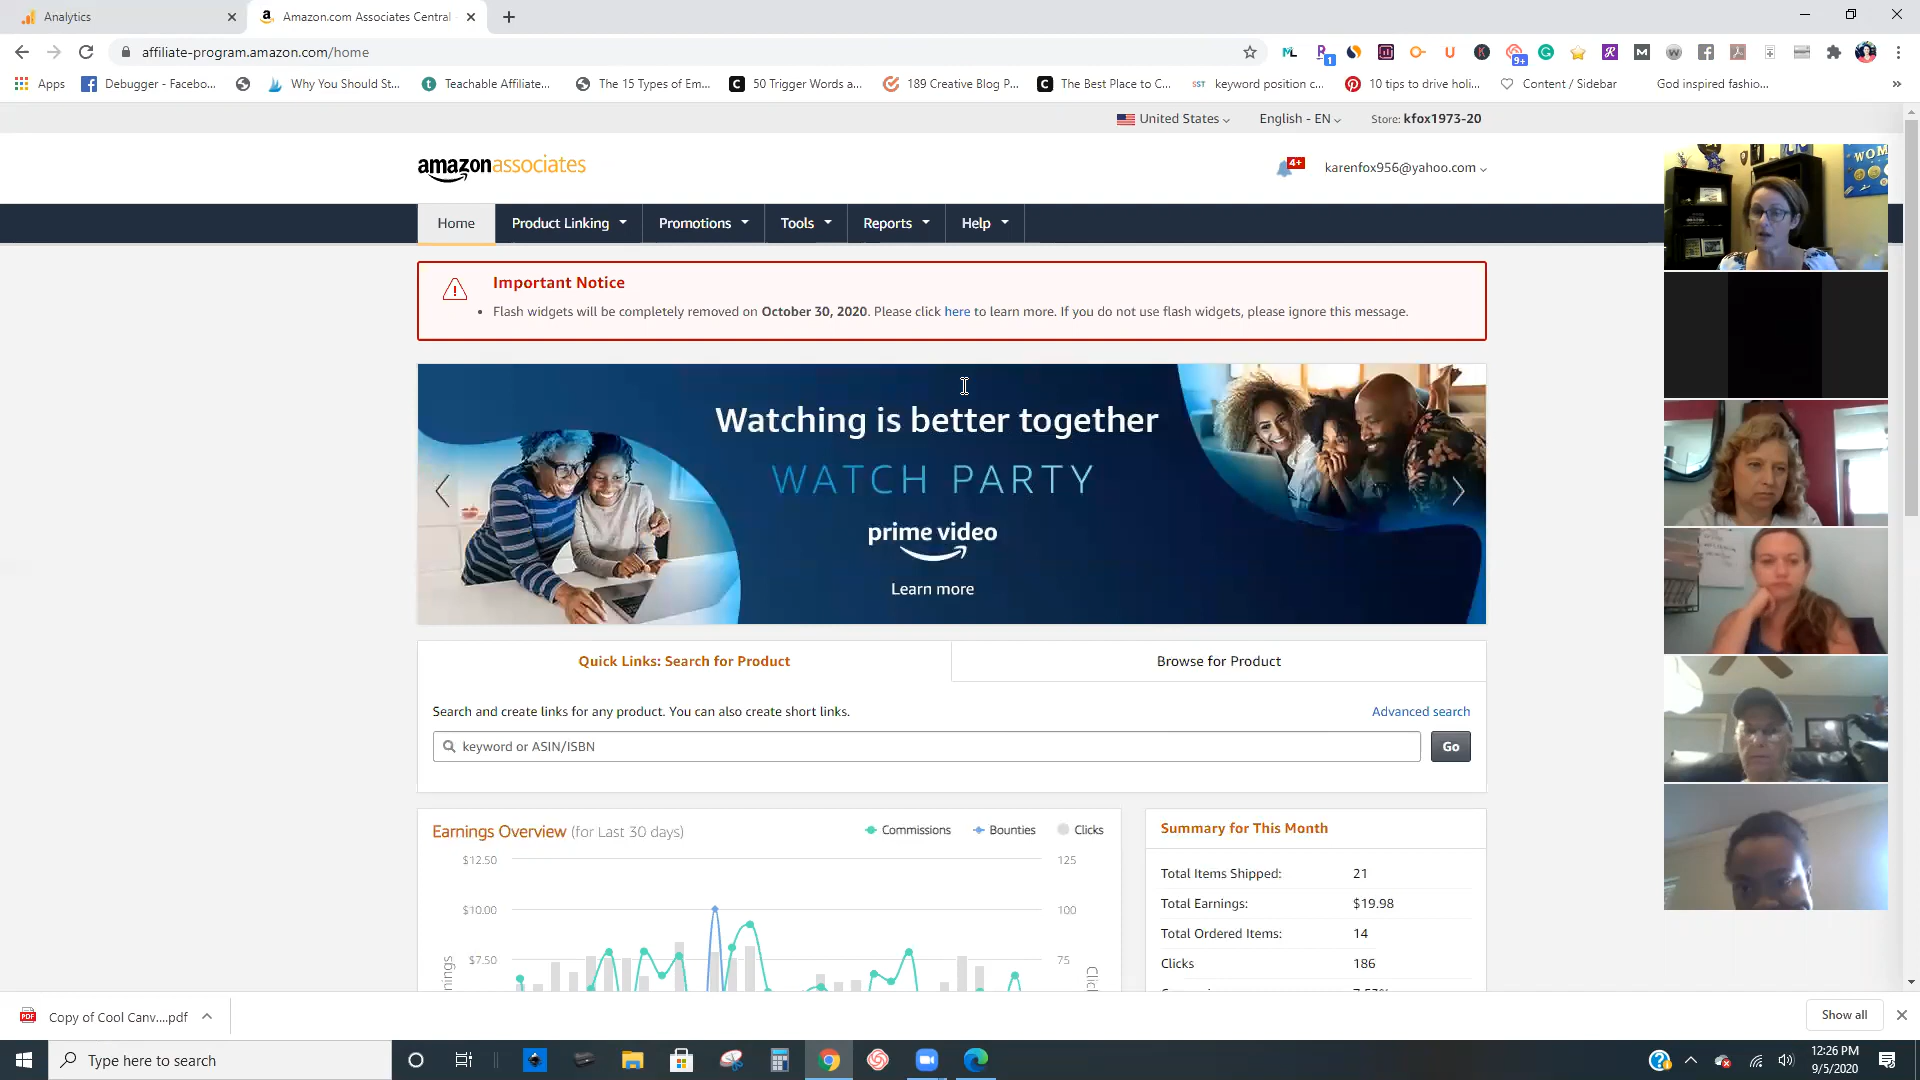 Analytics
Amazon.com Associates Central
affiliate-program.amazon.com/home
1
9+
Apps
Debugger - Facebo...
Why You Should St...
Teachable Affiliate...
The 15 Types of Em...
50 Trigger Words a...
189 Creative Blog P...
The Best Place to C...
SST keyword position c...
10 tips to drive holi...
Content / Sidebar
God inspired fashio...
United States
English - EN
Store: kfox1973-20
amazonassociates
4+
karenfox956@yahoo.com
WOM
Home
Product Linking
Promotions
Tools
Reports
Help
Important Notice
Flash widgets will be completely removed on October 30, 2020. Please click here to learn more. If you do not use flash widgets, please ignore this message.
Watching is better together
WATCH PARTY
prime video
Learn more
Quick Links: Search for Product
Browse for Product
Search and create links for any product. You can also create short links.
Advanced search
keyword or ASIN/ISBN
Go
Earnings Overview (for Last 30 days)
Commissions
Bounties
Clicks
$12.50
125
$10.00
100
$7.50
75
Summary for This Month
Total Items Shipped: 21
Total Earnings: $19.98
Total Ordered Items: 14
Clicks 186
Copy of Cool Canv....pdf
Show all
Type here to search
12:26 PM
9/5/2020